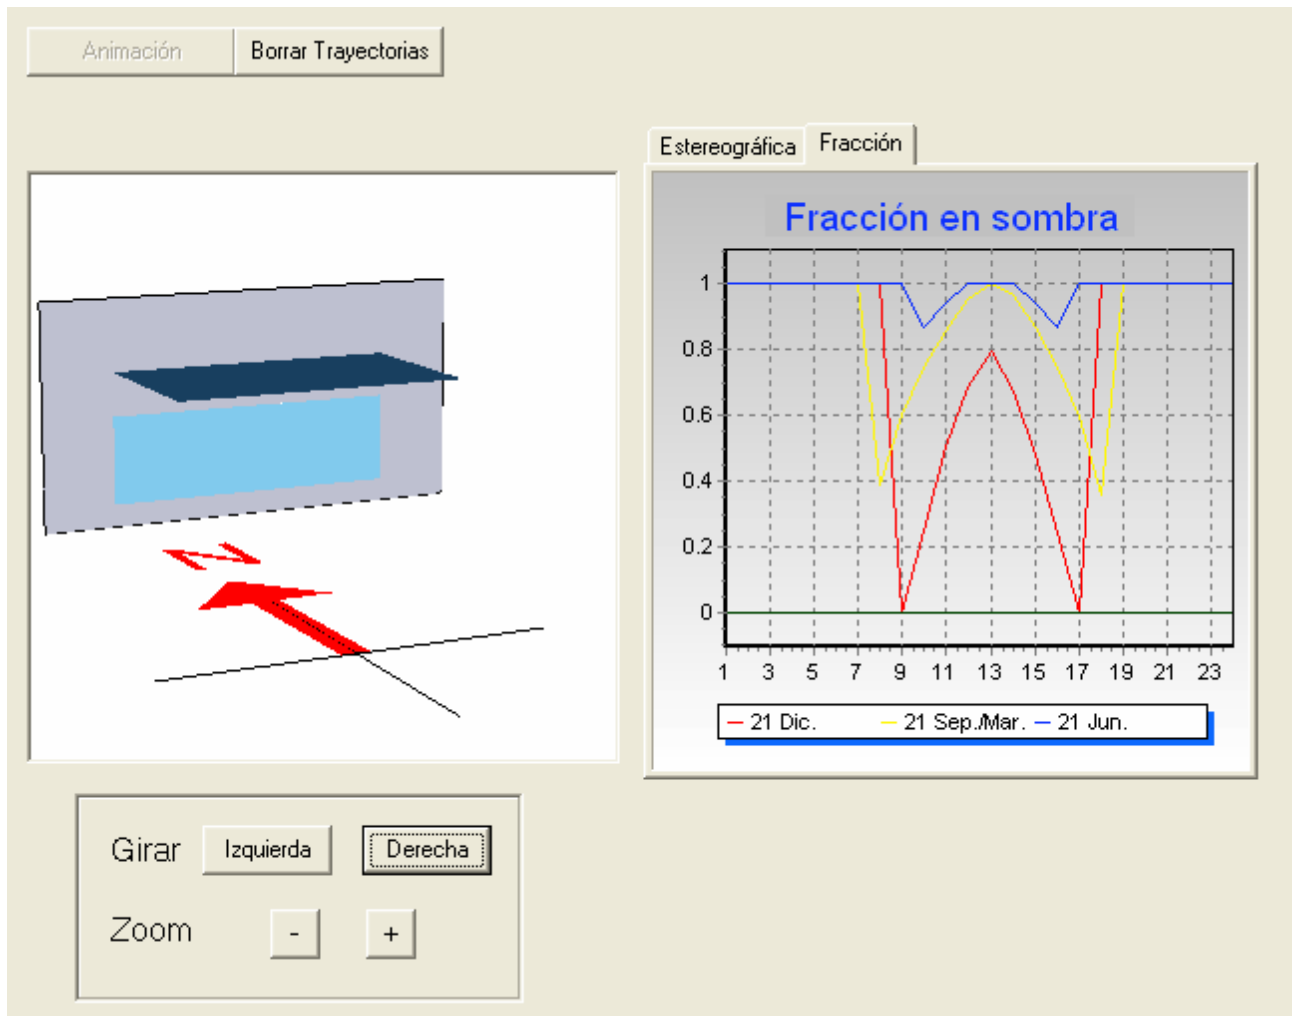 Animación Borrar Trayectorias
Estereográfica Fracción
Fracción en sombra
1
0.8
0.6
0.4
0.2
0
1 3 5 7 9 11 13 15 17 19 21 23
21 Dic. 21 Sep./Mar. 21 Jun.
N
Girar Izquierda Derecha
Zoom - +